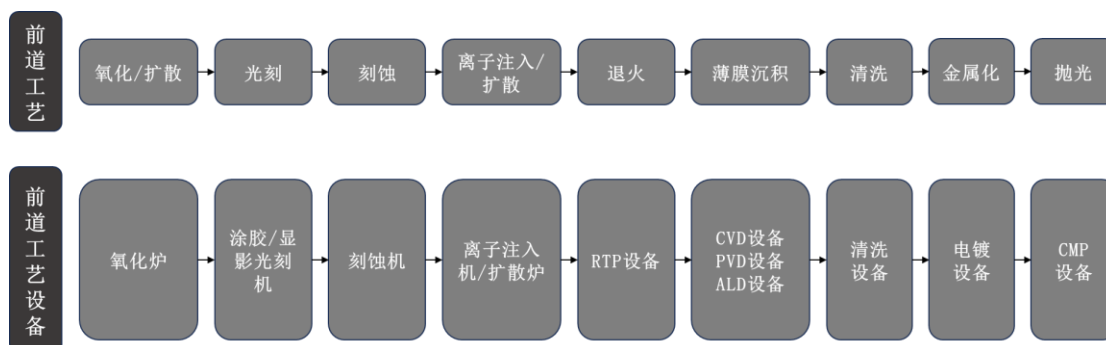 前道工艺
氧化/扩散
光刻
刻蚀
离子注入/
扩散
退火
薄膜沉积
清洗
金属化
抛光
前道工艺设备
氧化炉
涂胶/显
影光刻
机
刻蚀机
离子注入
机/扩散炉
RTP设备
CVD设备
PVD设备
ALD设备
清洗
设备
电镀
设备
CMP
设备